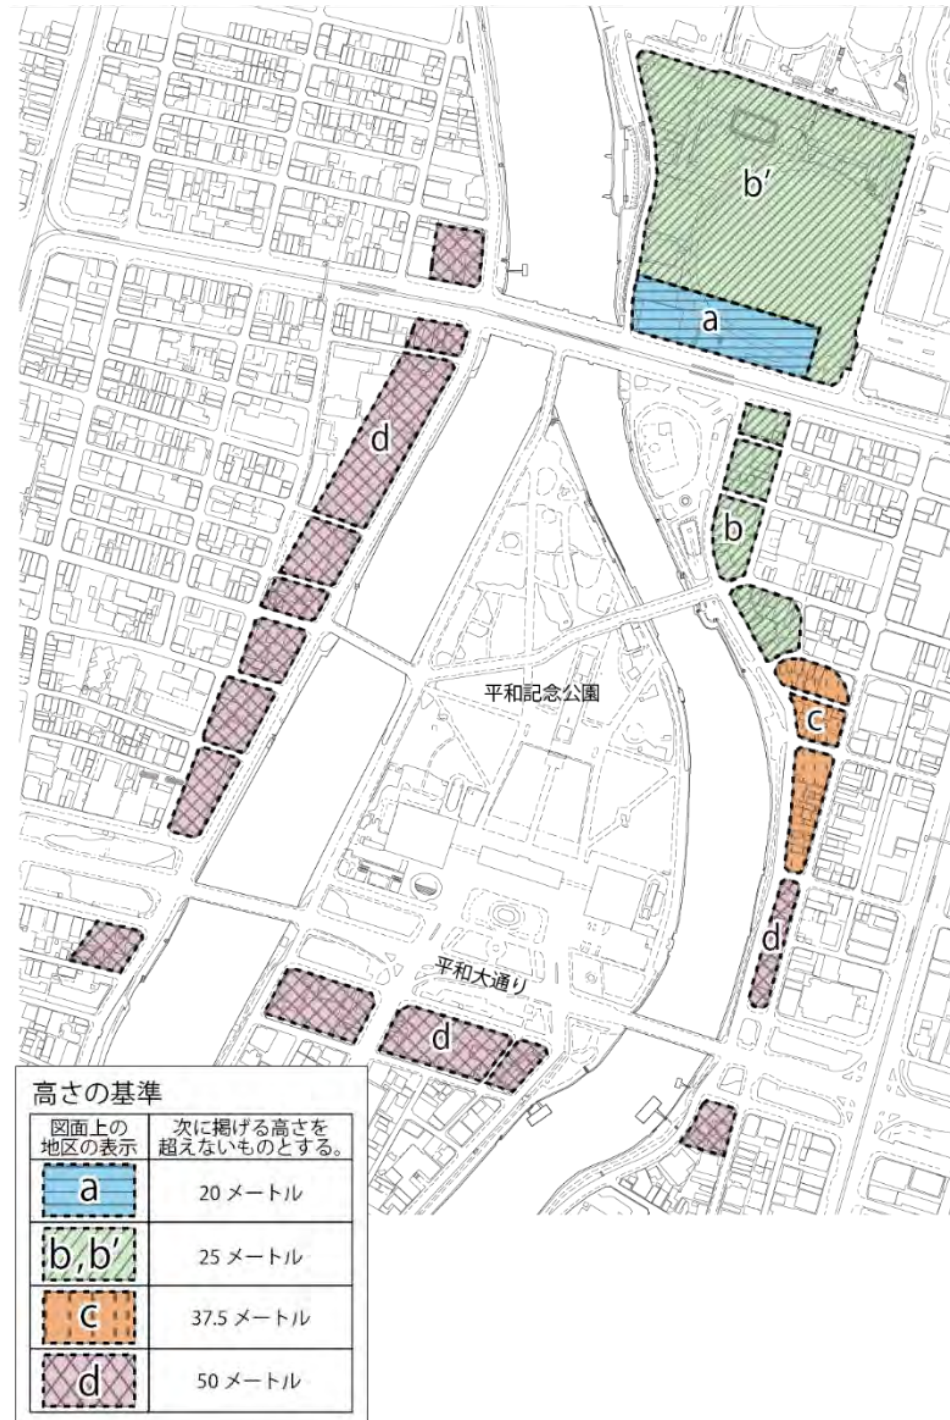 b′
a
d
b
平和記念公園
c
d
平和大通り
d
高さの基準
図面上の
地区の表示
次に掲げる高さを
超えないものとする。
a
20 メートル
b,b′
25 メートル
c
37.5 メートル
d
50 メートル